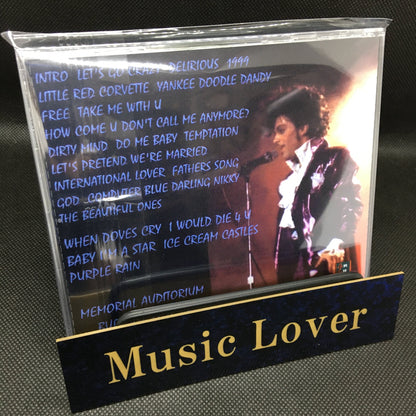 INTRO LET'S GO CRAZY DELIRIOUS 1999
LITTLE RED CORVETTE YANKEE DOODLE DANDY
FREE TAKE ME WITH U
HOW COME U DON'T CALL ME ANYMORE?
DIRTY MIND DO ME BABY TEMPTATION
LET'S PRETEND WE'RE MARRIED
INTERNATIONAL LOVER FATHERS SONG
GOD COMPUTER BLUE DARLING NIKKY
THE BEAUTIFUL ONES
WHEN DOVES CRY I WOULD DIE 4 U
BABY I'M A STAR ICE CREAM CASTLES
PURPLE RAIN
MEMORIAL AUDITORIUM
Music Lover